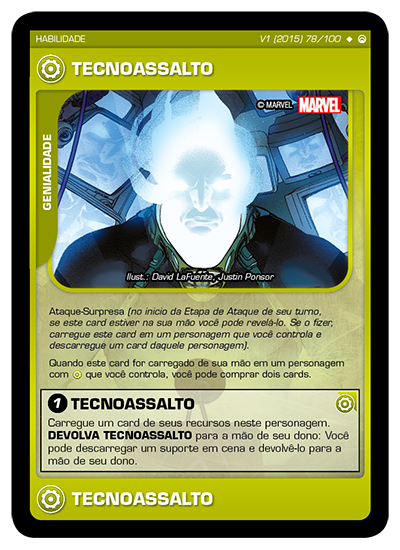 HABILIDADE V1 (2015) 78/100
TECNOASSALTO
© MARVEL MARVEL
GENIALIDADE
Ilust.: David LaFuente, Justin Ponsor
Ataque-Surpresa (no início da Etapa de Ataque de seu turno,
se este card estiver na sua mão você pode revelá-lo. Se o fizer,
carregue este card em um personagem que você controla e
descarregue um card daquele personagem).
Quando este card for carregado de sua mão em um personagem
com que você controla, você pode comprar dois cards.
1 TECNOASSALTO
Carregue um card de seus recursos neste personagem.
DEVOLVA TECNOASSALTO para a mão de seu dono: Você
pode descarregar um suporte em cena e devolvê-lo para a
mão de seu dono.
TECNOASSALTO